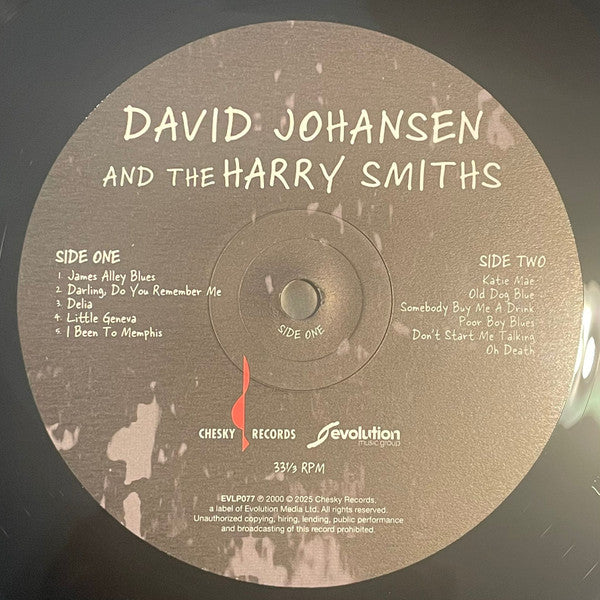 DAVID JOHANSEN
AND THE HARRY SMITHS
SIDE ONE
1. James Alley Blues
2. Darling, Do You Remember Me
3. Delia
4. Little Geneva
5. I Been To Memphis
SIDE TWO
Katie Mae
Old Dog Blue
Somebody Buy Me A Drink
Poor Boy Blues
Don't Start Me Talking
Oh Death
SIDE ONE
CHESKY RECORDS
evolution
music group
33⅓ RPM
EVLP077 ℗ 2000 © 2025 Chesky Records,
a label of Evolution Media Ltd. All rights reserved.
Unauthorized copying, hiring, lending, public performance
and broadcasting of this record prohibited.